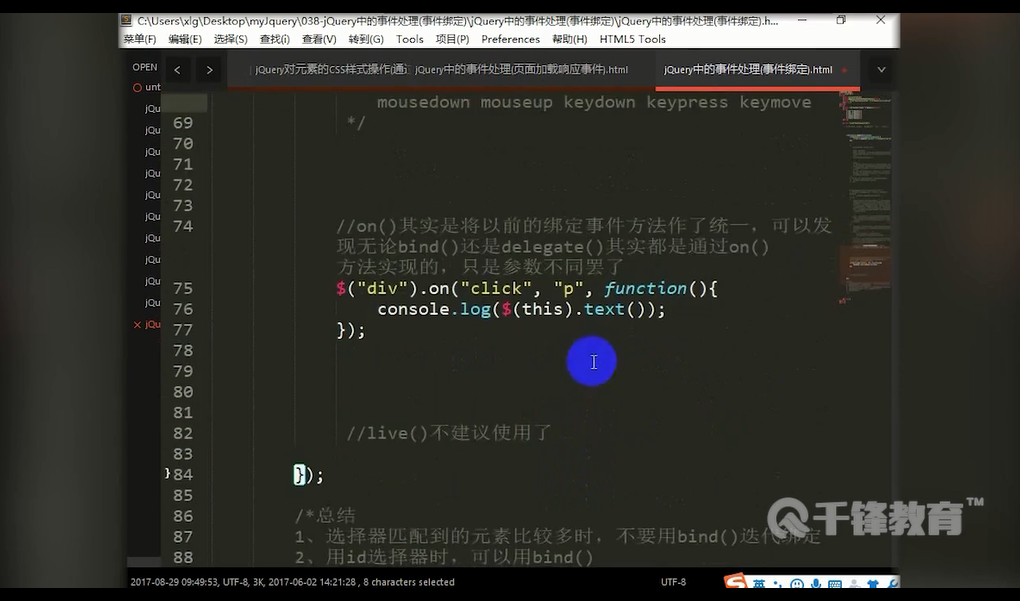 C:\Users\xlg\Desktop\myJquery\038-jQuery中的事件处理(事件绑定)\jQuery中的事件处理(事件绑定)\jQuery中的事件处理(事件绑定).h...
菜单(F) 编辑(E) 选择(S) 查找(i) 查看(V) 转到(G) Tools 项目(P) Preferences 帮助(H) HTML5 Tools
OPEN
jQuery对元素的CSS样式操作(通过 jQuery中的事件处理(页面加载响应事件).html jQuery中的事件处理(事件绑定).html
unt
jQu
jQu
jQu
jQu
jQu
jQu
jQu
jQu
jQu
jQu
jQu
mousedown mouseup keydown keypress keymove
69 */
70
71
72
73
74 //on()其实是将以前的绑定事件方法作了统一，可以发
现无论bind()还是delegate()其实都是通过on()
方法实现的，只是参数不同罢了
75 $("div").on("click", "p", function(){
76 console.log($(this).text());
77 });
78
79
80
81
82 //live()不建议使用了
83
}84 });
85
86 /*总结
87 1、选择器匹配到的元素比较多时，不要用bind()迭代绑定
88 2、用id选择器时，可以用bind()
千锋教育™
2017-08-29 09:49:53, UTF-8, 3K, 2017-06-02 14:21:28 , 8 characters selected UTF-8
英